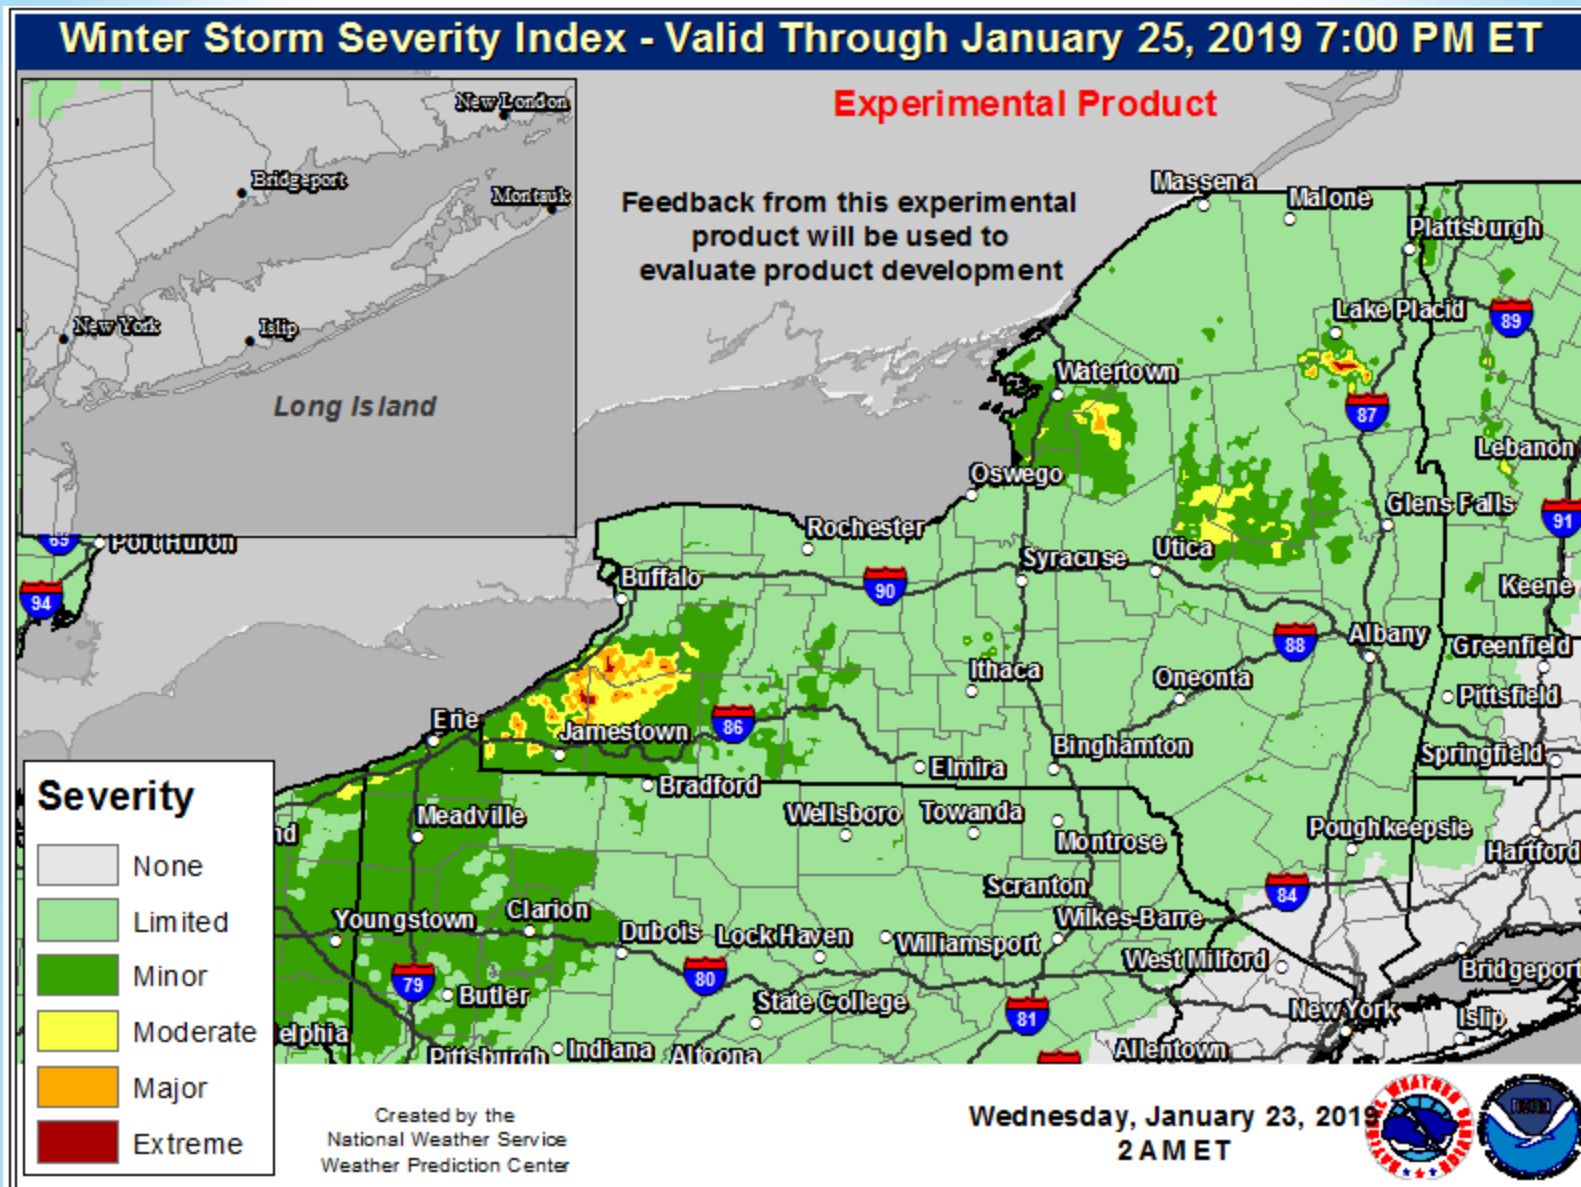 Winter Storm Severity Index - Valid Through January 25, 2019 7:00 PM ET
Experimental Product
Feedback from this experimental
product will be used to
evaluate product development
New London
Bridgeport
Montauk
New York
Islip
Long Island
Massena
Malone
Plattsburgh
Lake Placid
89
Watertown
87
Lebanon
Oswego
Glens Falls
91
Rochester
Port Huron
69
Syracuse
Utica
Buffalo
90
Keene
94
88
Albany
Greenfield
Ithaca
Oneonta
Pittsfield
Erie
Jamestown
86
Binghamton
Springfield
Elmira
Bradford
Meadville
Wellsboro
Towanda
Montrose
Poughkeepsie
Hartford
nd
Scranton
84
Youngstown
Clarion
Wilkes-Barre
Dubois
Lock Haven
Williamsport
West Milford
Bridgeport
79
Butler
80
State College
81
New York
Islip
elphia
Pittsburgh
Indiana
Altoona
Allentown
Severity
None
Limited
Minor
Moderate
Major
Extreme
Created by the
National Weather Service
Weather Prediction Center
Wednesday, January 23, 2019
2 AM ET